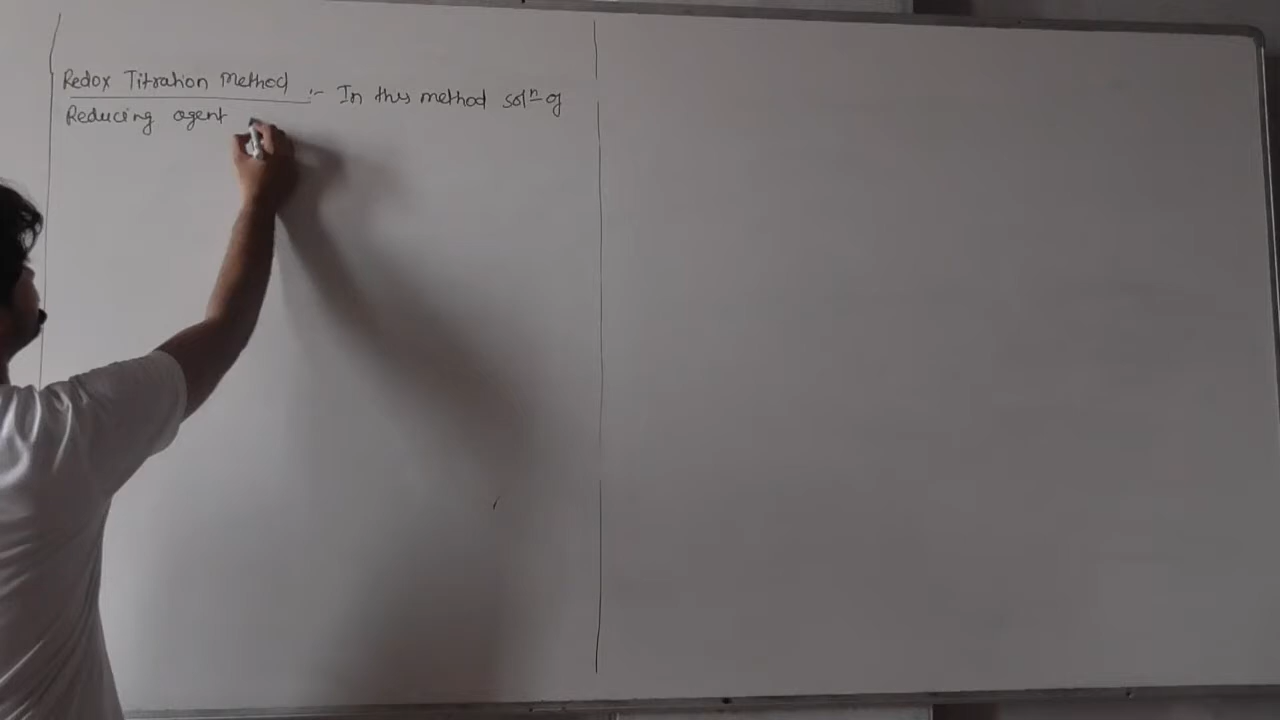 Redox Titration Method :- In this method solⁿ of
Reducing agent